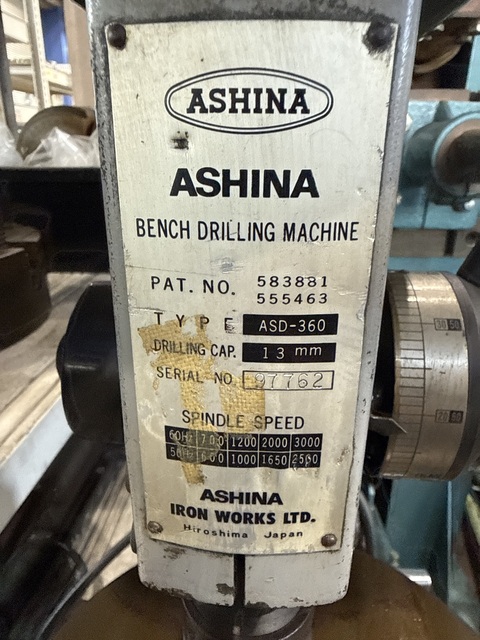 ASHINA
ASHINA
BENCH DRILLING MACHINE
PAT. NO. 583881
555463
TYPE ASD-360
DRILLING CAP. 13 mm
SERIAL NO 97762
SPINDLE SPEED
60Hz 700 1200 2000 3000
50Hz 600 1000 1650 2500
ASHINA
IRON WORKS LTD.
Hiroshima Japan